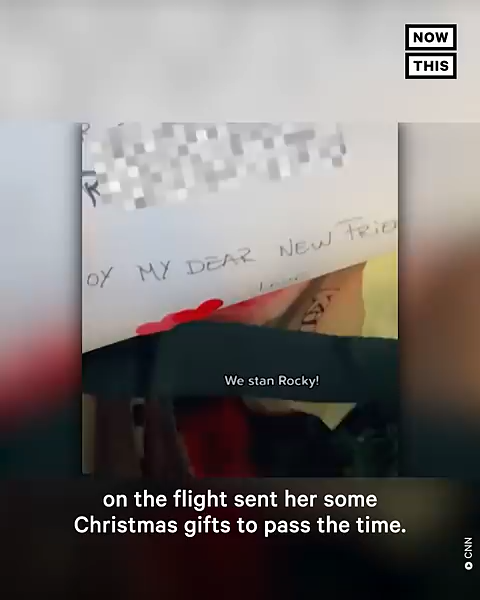 NOW
THIS
OY MY DEAR NEW FRIE
We stan Rocky!
on the flight sent her some
Christmas gifts to pass the time.
CNN